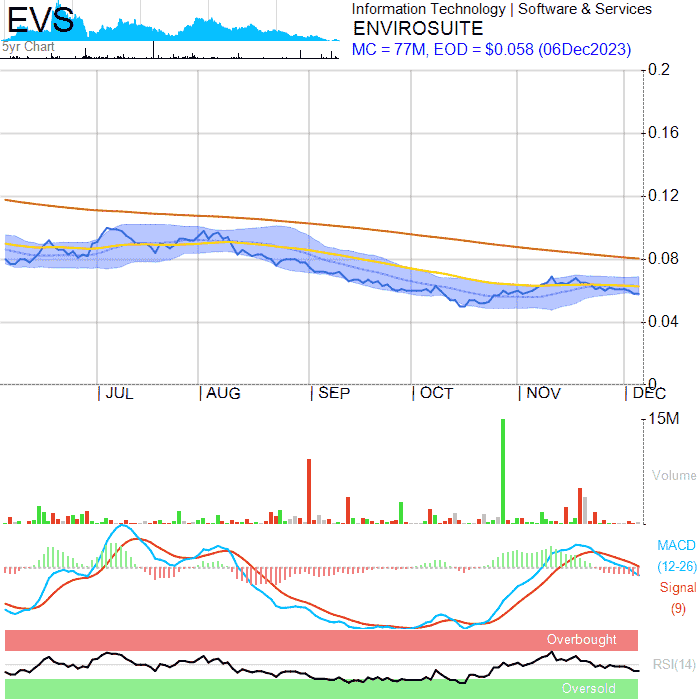 EVS
5yr Chart
Information Technology | Software & Services
ENVIROSUITE
MC = 77M, EOD = $0.058 (06Dec2023)
0.2
0.16
0.12
0.08
0.04
0
| JUL | AUG | SEP | OCT | NOV | DEC
15M
Volume
MACD
(12-26)
Signal
(9)
Overbought
RSI(14)
Oversold